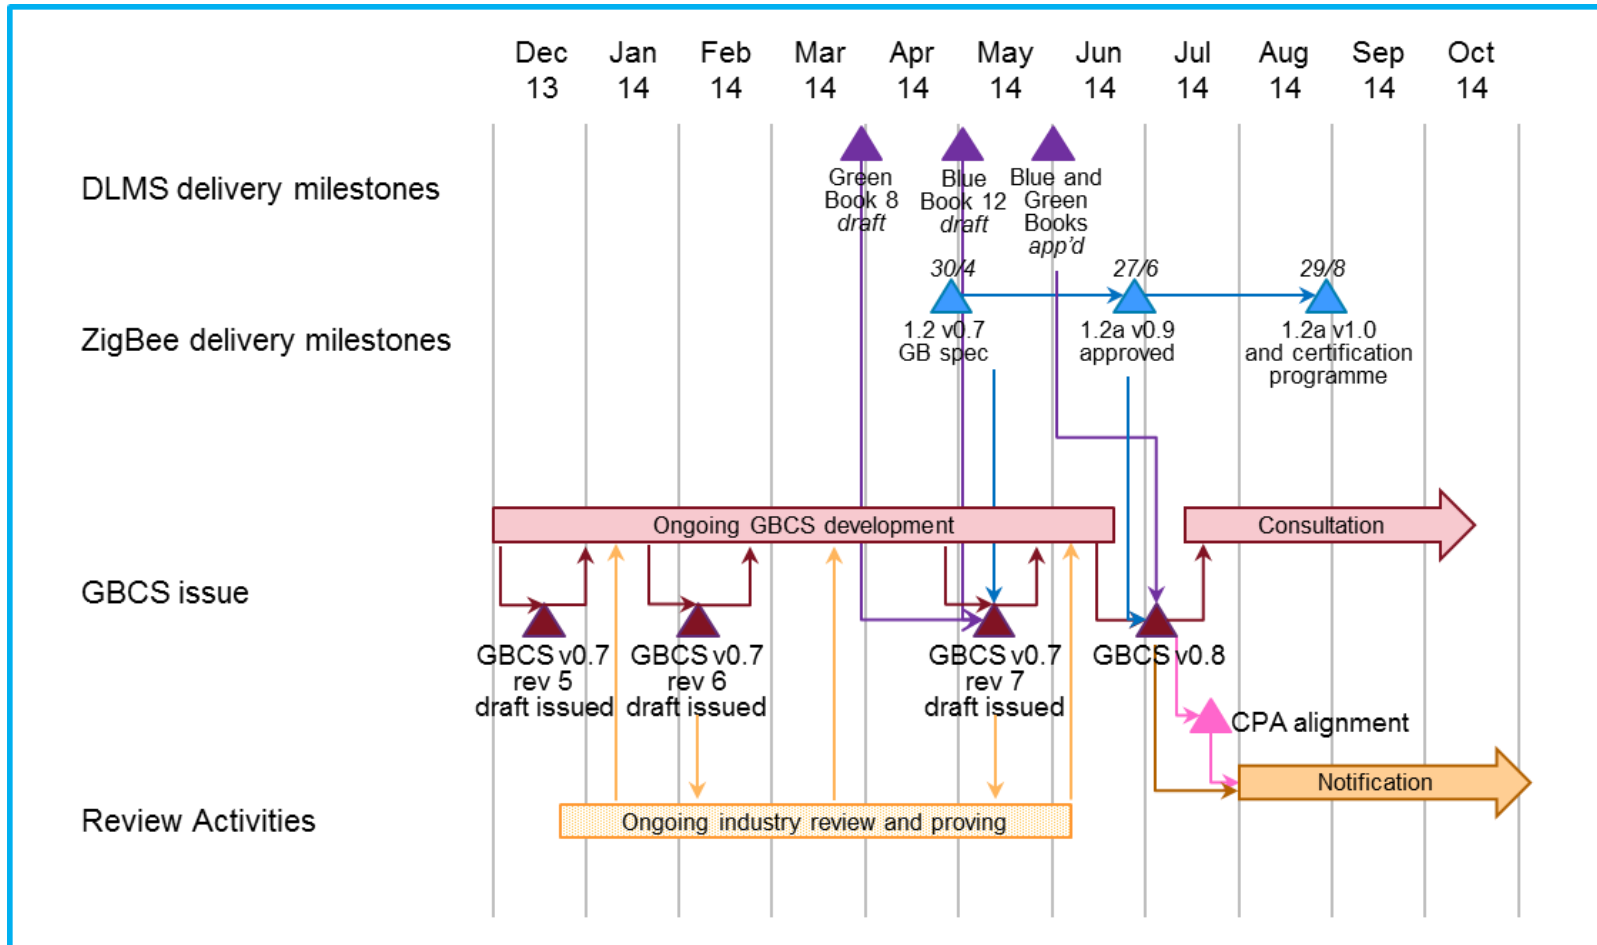 Dec Jan Feb Mar Apr May Jun Jul Aug Sep Oct
13 14 14 14 14 14 14 14 14 14 14
DLMS delivery milestones
Green
Book 8
draft
Blue
Book 12
draft
Blue and
Green
Books
app'd
ZigBee delivery milestones
30/4
1.2 v0.7
GB spec
27/6
1.2a v0.9
approved
29/8
1.2a v1.0
and certification
programme
Ongoing GBCS development
Consultation
GBCS issue
GBCS v0.7
rev 5
draft issued
GBCS v0.7
rev 6
draft issued
GBCS v0.7
rev 7
draft issued
GBCS v0.8
CPA alignment
Notification
Review Activities
Ongoing industry review and proving